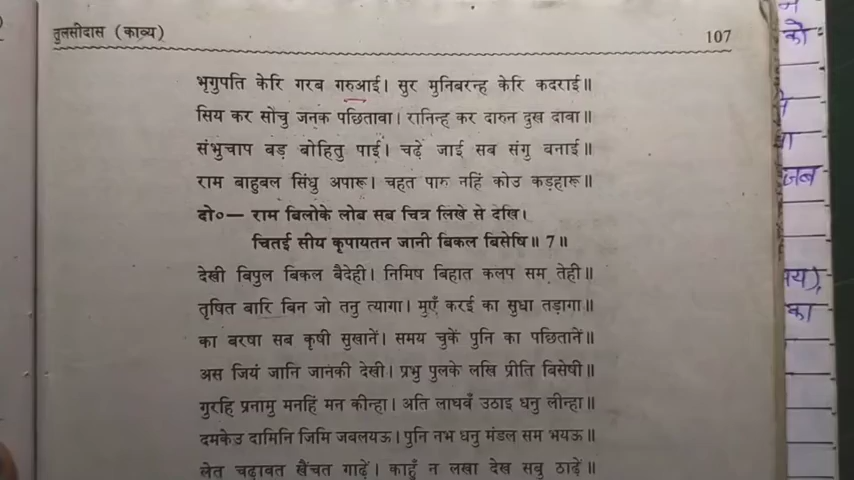 तुलसीदास (काव्य) 107
भृगुपति केरि गरब गरुआई। सुर मुनिबरन्ह केरि कदराई॥
सिय कर सोचु जनक पछितावा। रानिन्ह कर दारुन दुख दावा॥
संभुचाप बड़ बोहितु पाई। चढ़े जाई सब संगु बनाई॥
राम बाहुबल सिंधु अपारू। चहत पारु नहिं कोउ कड़हारू॥
दो०— राम बिलोके लोब सब चित्र लिखे से देखि।
चितई सीय कृपायतन जानी बिकल बिसेषि॥ 7॥
देखी बिपुल बिकल बैदेही। निमिष बिहात कलप सम तेही॥
तृषित बारि बिन जो तनु त्यागा। मुएँ करई का सुधा तड़ागा॥
का बरषा सब कृषी सुखानें। समय चुकें पुनि का पछितानें॥
अस जियं जानि जानकी देखी। प्रभु पुलके लखि प्रीति बिसेषी॥
गुरहि प्रनामु मनहिं मन कीन्हा। अति लाघवँ उठाइ धनु लीन्हा॥
दमकेउ दामिनि जिमि जबलयऊ। पुनि नभ धनु मंडल सम भयऊ॥
लेत चढ़ावत खैंचत गाढ़ें। काहुँ न लखा देख सबु ठाढ़ें॥
को
जब
का